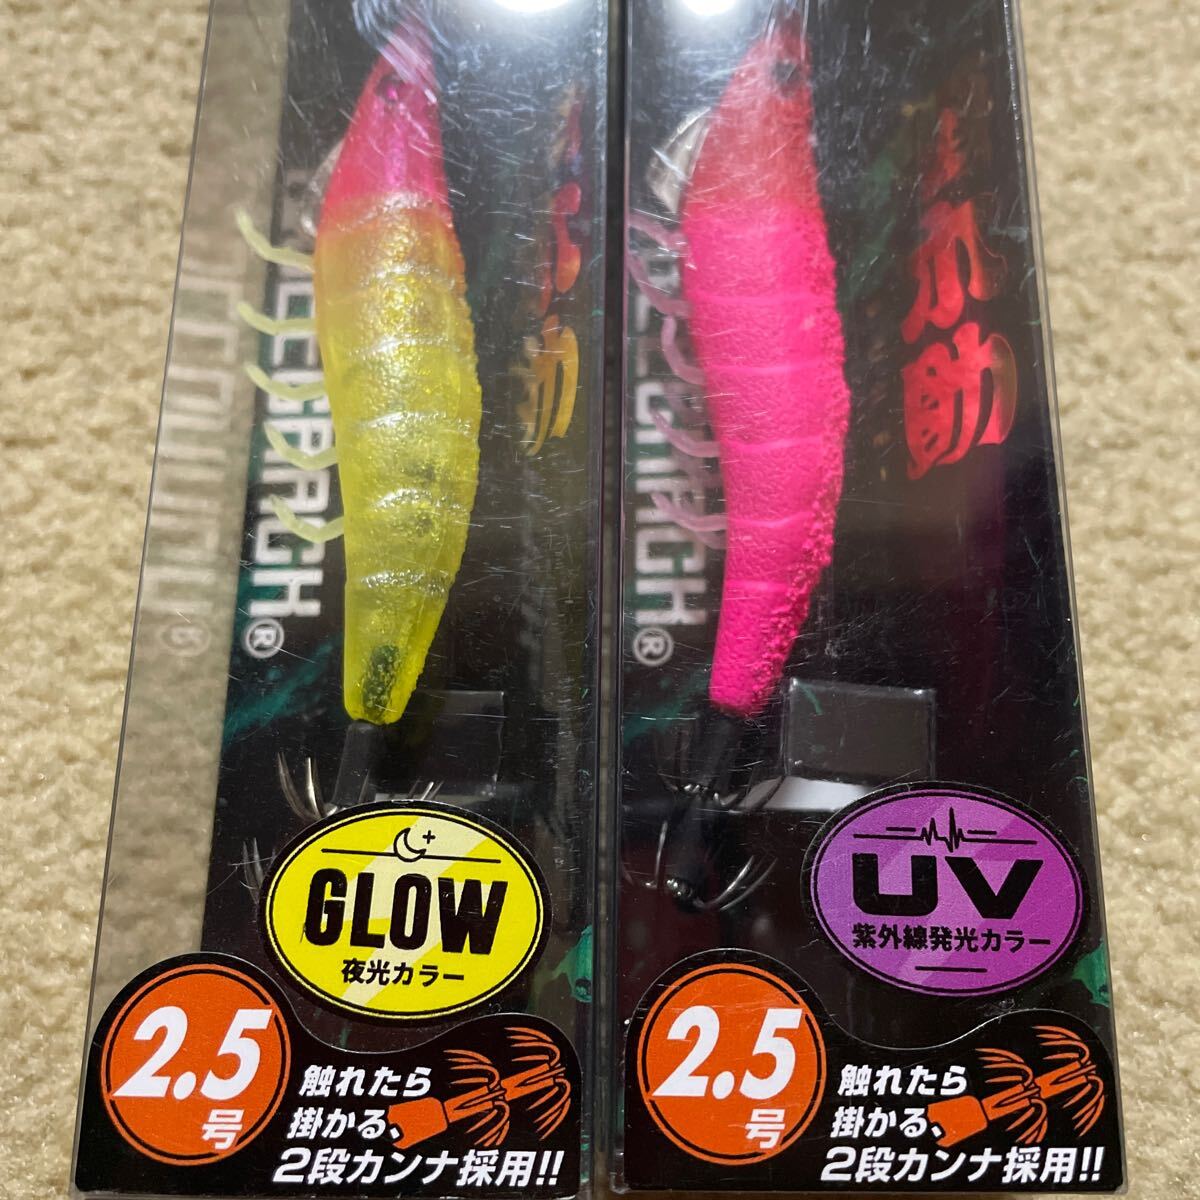 GLOW
夜光カラー
2.5
号
触れたら
掛かる、
2段カンナ採用!!
UV
紫外線発光カラー
2.5
号
触れたら
掛かる、
2段カンナ採用!!